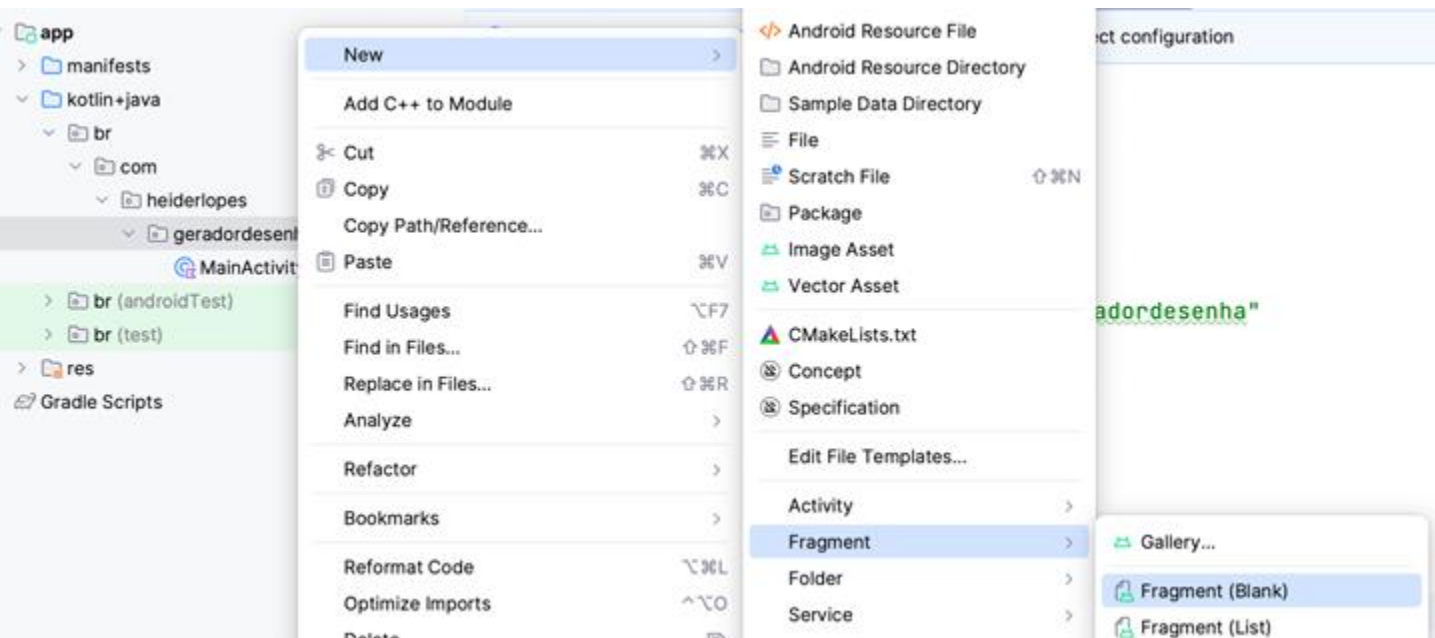 app
manifests
kotlin+java
br
com
heiderlopes
geradordesenh
MainActivit
br (androidTest)
br (test)
res
Gradle Scripts
New
Add C++ to Module
Cut ⌘X
Copy ⌘C
Copy Path/Reference...
Paste ⌘V
Find Usages ⌥F7
Find in Files... ⇧⌘F
Replace in Files... ⇧⌘R
Analyze
Refactor
Bookmarks
Reformat Code ⌥⌘L
Optimize Imports ^⌥O
Delete
Android Resource File
Android Resource Directory
Sample Data Directory
File
Scratch File ⇧⌘N
Package
Image Asset
Vector Asset
CMakeLists.txt
Concept
Specification
Edit File Templates...
Activity
Fragment
Folder
Service
ct configuration
adordesenha"
Gallery...
Fragment (Blank)
Fragment (List)